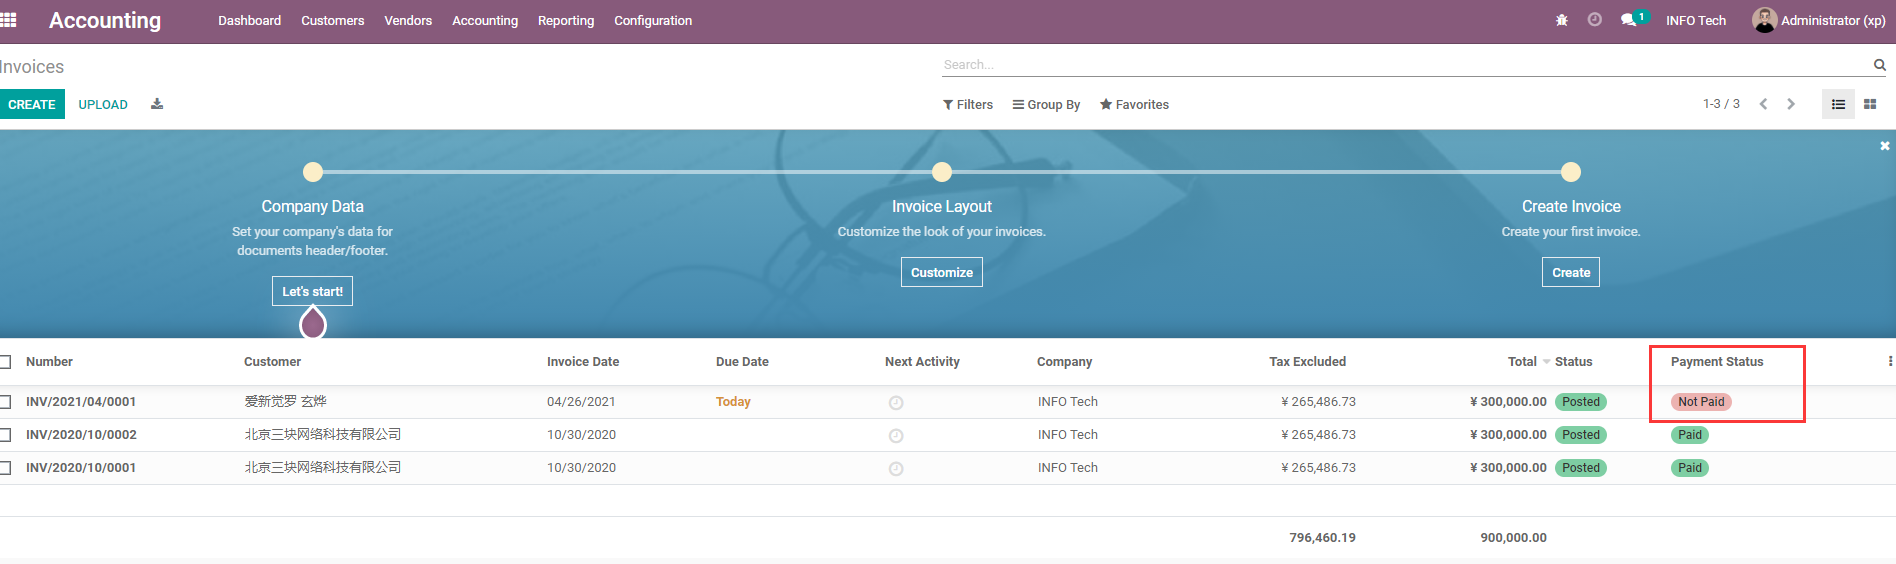 Accounting Dashboard Customers Vendors Accounting Reporting Configuration 1 INFO Tech Administrator (xp)
Invoices
Search...
CREATE UPLOAD Filters Group By Favorites 1-3 / 3
Company Data
Set your company's data for
documents header/footer.
Let's start!
Invoice Layout
Customize the look of your invoices.
Customize
Create Invoice
Create your first invoice.
Create
Number Customer Invoice Date Due Date Next Activity Company Tax Excluded Total Status Payment Status
INV/2021/04/0001 爱新觉罗 玄烨 04/26/2021 Today INFO Tech ¥ 265,486.73 ¥ 300,000.00 Posted Not Paid
INV/2020/10/0002 北京三块网络科技有限公司 10/30/2020 INFO Tech ¥ 265,486.73 ¥ 300,000.00 Posted Paid
INV/2020/10/0001 北京三块网络科技有限公司 10/30/2020 INFO Tech ¥ 265,486.73 ¥ 300,000.00 Posted Paid
796,460.19 900,000.00